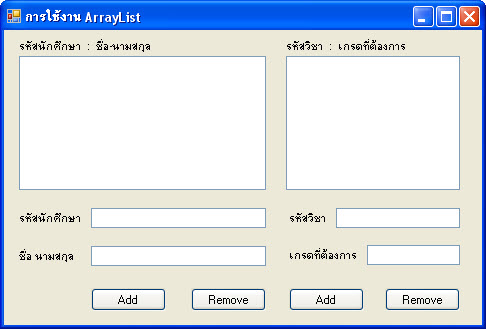 การใช้งาน ArrayList
รหัสนักศึกษา : ชื่อ-นามสกุล
รหัสวิชา : เกรดที่ต้องการ
รหัสนักศึกษา
รหัสวิชา
ชื่อ นามสกุล
เกรดที่ต้องการ
Add Remove Add Remove